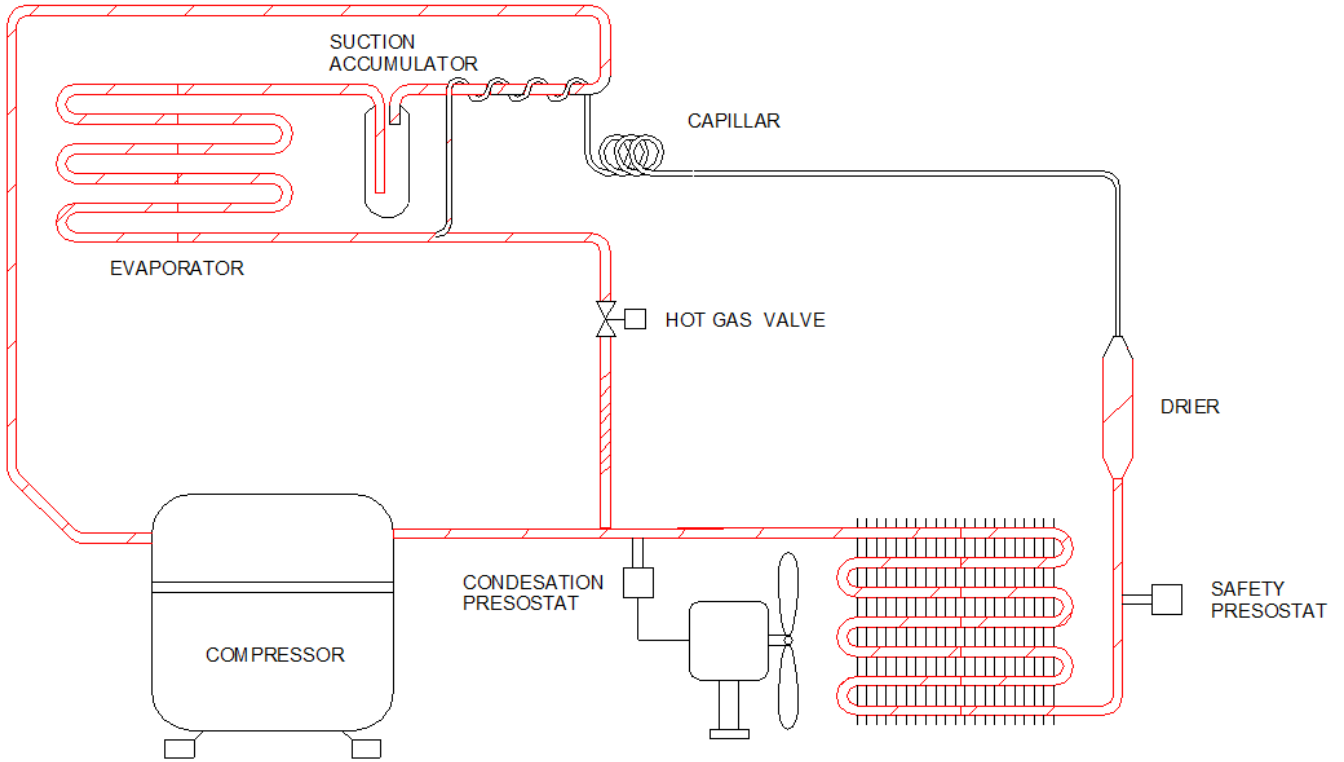 SUCTION
ACCUMULATOR
CAPILLAR
EVAPORATOR
HOT GAS VALVE
DRIER
CONDESATION
PRESOSTAT
SAFETY
PRESOSTAT
COMPRESSOR